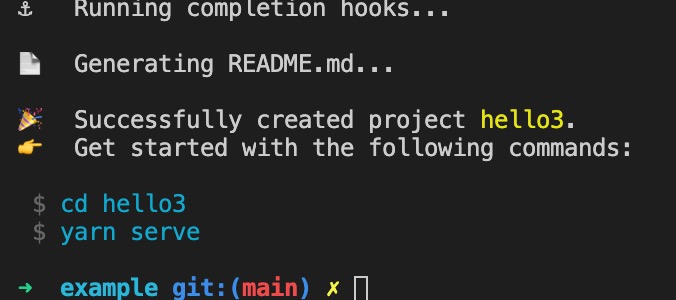 ⚓ Running completion hooks...
📄 Generating README.md...
🎉 Successfully created project hello3.
👉 Get started with the following commands:
$ cd hello3
$ yarn serve
➜ example git:(main) ✗